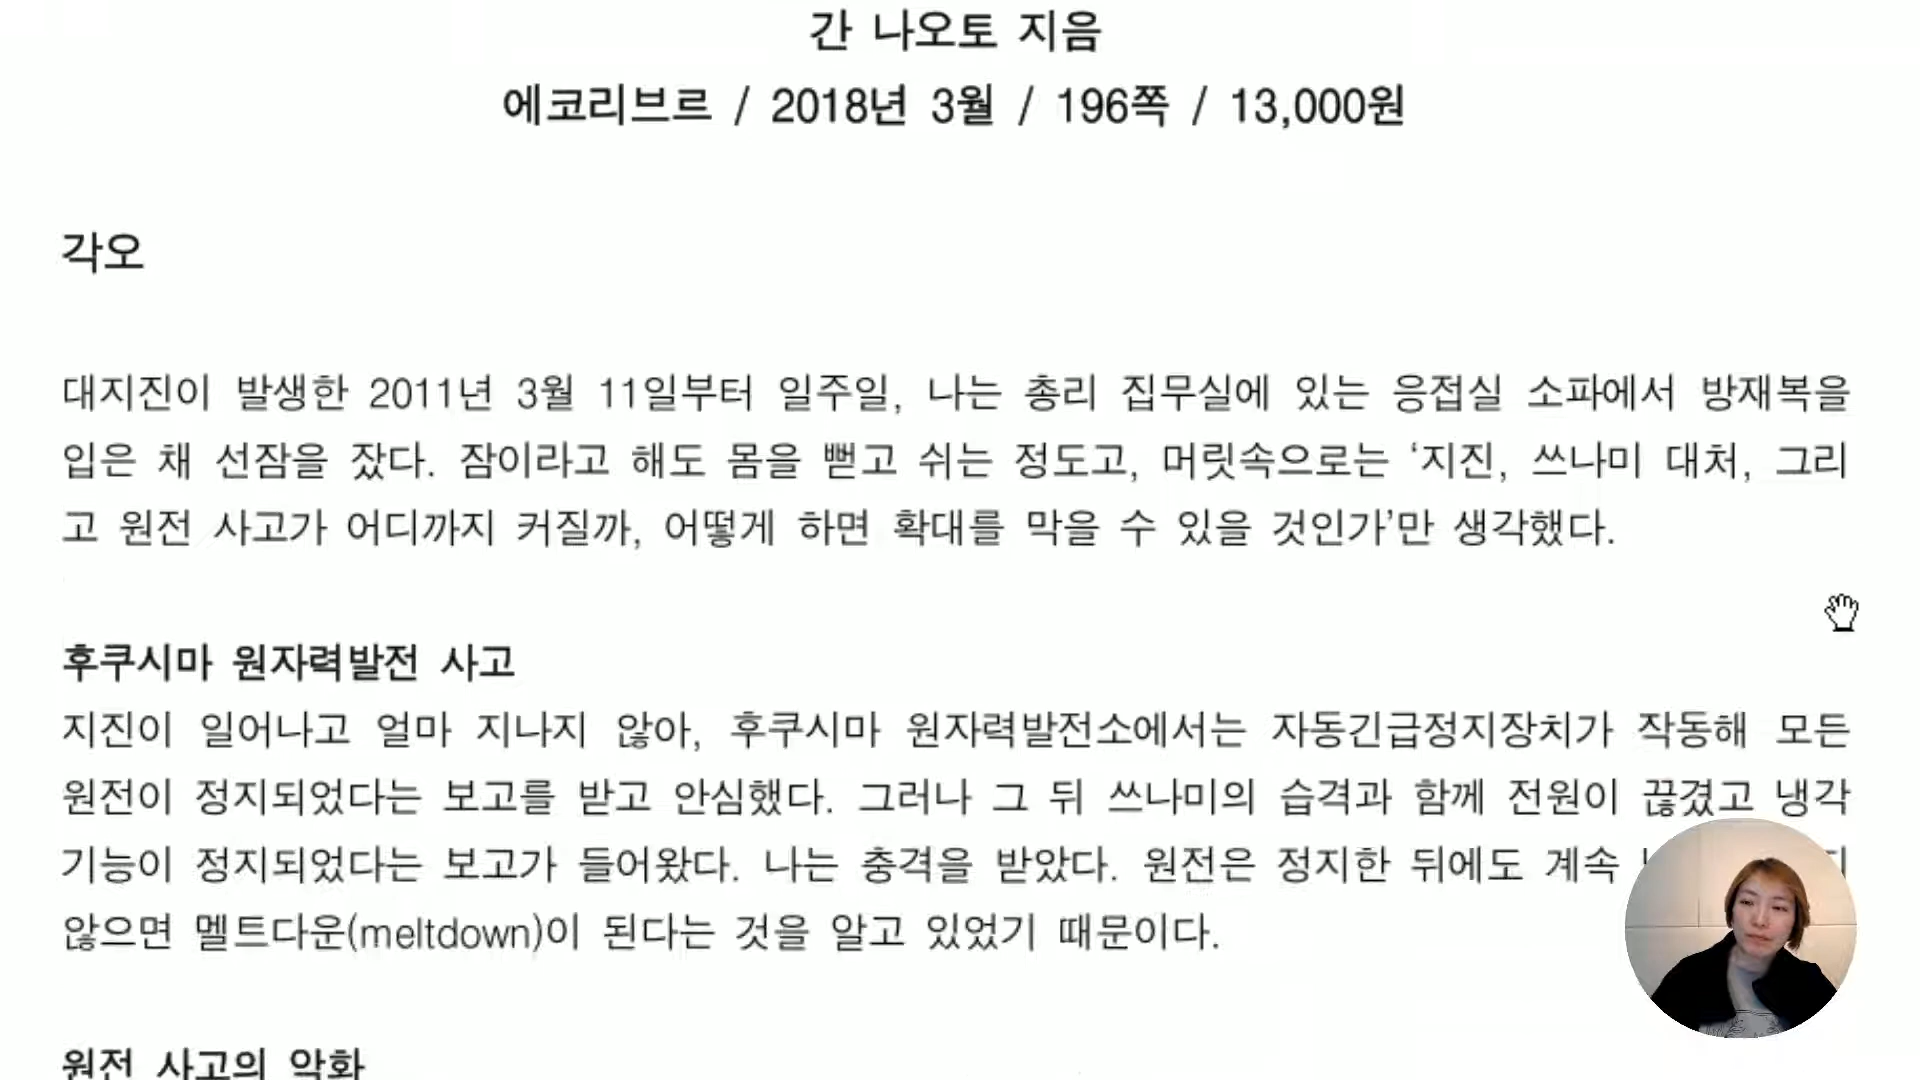 간 나오토 지음
에코리브르 / 2018년 3월 / 196쪽 / 13,000원
각오
대지진이 발생한 2011년 3월 11일부터 일주일, 나는 총리 집무실에 있는 응접실 소파에서 방재복을
입은 채 선잠을 잤다. 잠이라고 해도 몸을 뻗고 쉬는 정도고, 머릿속으로는 ‘지진, 쓰나미 대처, 그리
고 원전 사고가 어디까지 커질까, 어떻게 하면 확대를 막을 수 있을 것인가’만 생각했다.
후쿠시마 원자력발전 사고
지진이 일어나고 얼마 지나지 않아, 후쿠시마 원자력발전소에서는 자동긴급정지장치가 작동해 모든
원전이 정지되었다는 보고를 받고 안심했다. 그러나 그 뒤 쓰나미의 습격과 함께 전원이 끊겼고 냉각
기능이 정지되었다는 보고가 들어왔다. 나는 충격을 받았다. 원전은 정지한 뒤에도 계속
않으면 멜트다운(meltdown)이 된다는 것을 알고 있었기 때문이다.
원전 사고의 악화